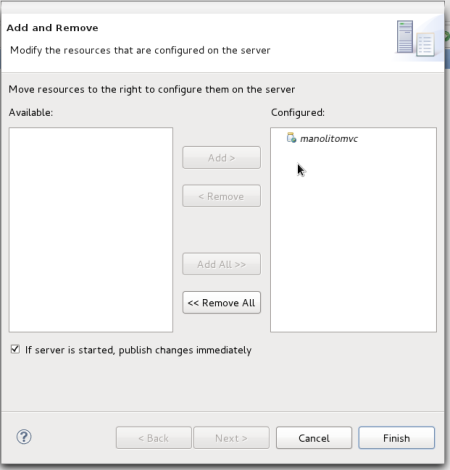 Add and Remove
Modify the resources that are configured on the server
Move resources to the right to configure them on the server
Available:
Configured:
manolitomvc
Add >
< Remove
Add All >>
<< Remove All
If server is started, publish changes immediately
?
< Back
Next >
Cancel
Finish